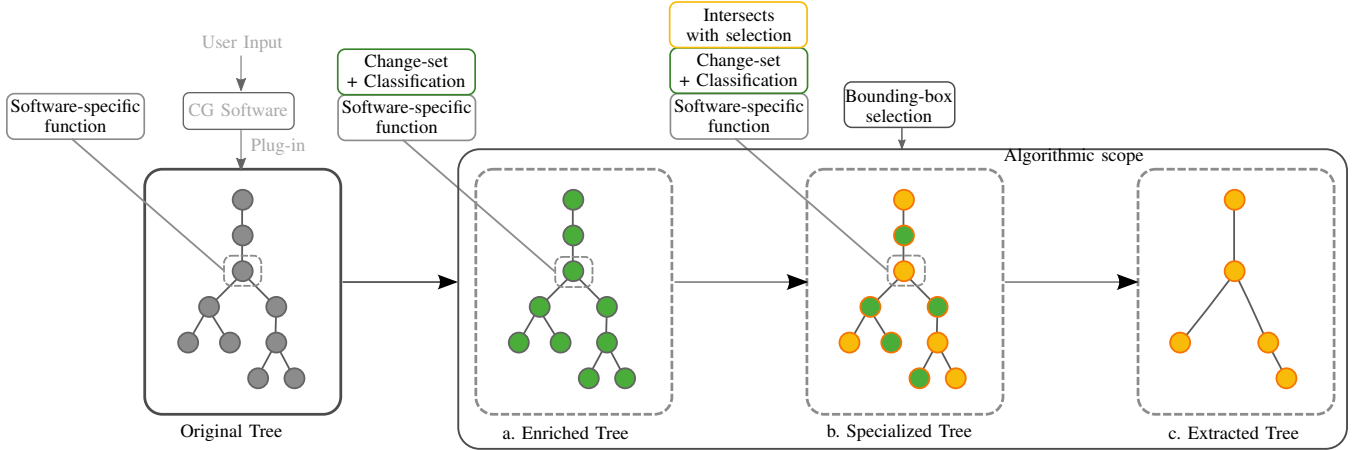 User Input
CG Software
Plug-in
Software-specific
function
Original Tree
Change-set
+ Classification
Software-specific
function
Intersects
with selection
Change-set
+ Classification
Software-specific
function
Bounding-box
selection
Algorithmic scope
a. Enriched Tree
b. Specialized Tree
c. Extracted Tree